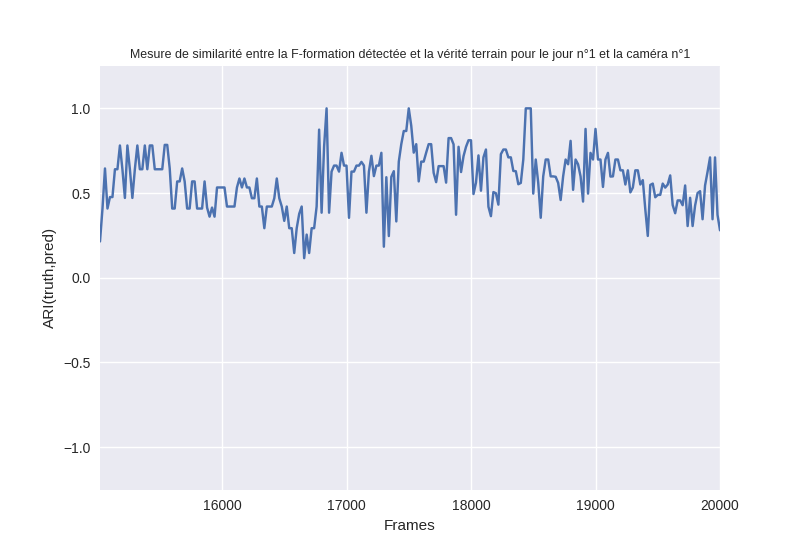 Mesure de similarité entre la F-formation détectée et la vérité terrain pour le jour n°1 et la caméra n°1
1.0
0.5
0.0
−0.5
−1.0
ARI(truth,pred)
16000 17000 18000 19000 20000
Frames